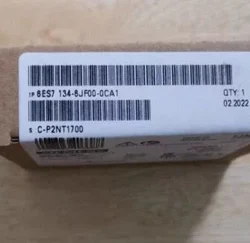 1P 6ES7 134-6JF00-0CA1
QTY: 1
02.2022
S C-P2NT1700